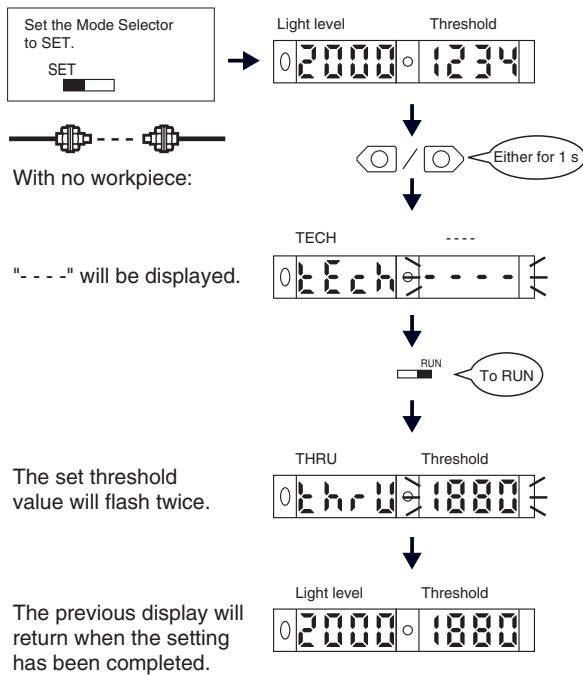 Set the Mode Selector
to SET.
SET
Light level Threshold
2000 1234
With no workpiece:
/ Either for 1 s
TECH - - - -
"- - - -" will be displayed.
tEch - - - -
RUN
To RUN
THRU Threshold
The set threshold
value will flash twice.
thrU 1880
Light level Threshold
The previous display will
return when the setting
has been completed.
2000 1880